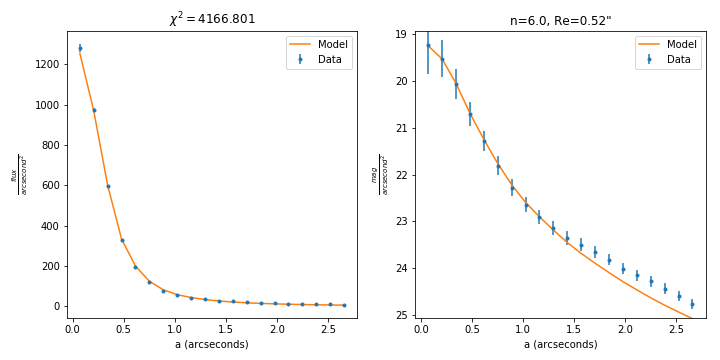 χ² = 4166.801
n=6.0, Re=0.52"
Model
Data
Model
Data
flux
arcsecond²
mag
arcsecond²
1200
1000
800
600
400
200
0
19
20
21
22
23
24
25
0.0 0.5 1.0 1.5 2.0 2.5
0.0 0.5 1.0 1.5 2.0 2.5
a (arcseconds)
a (arcseconds)